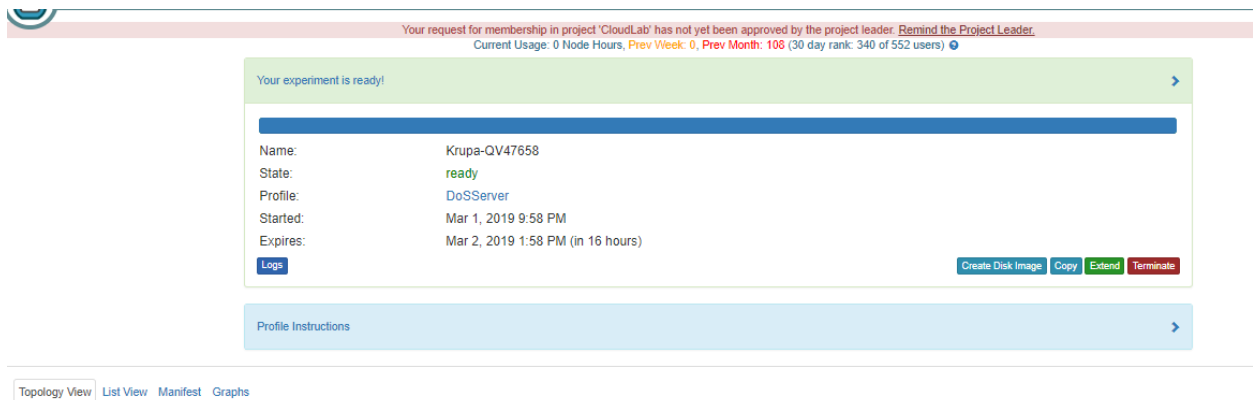 Your request for membership in project 'CloudLab' has not yet been approved by the project leader. Remind the Project Leader.
Current Usage: 0 Node Hours, Prev Week: 0, Prev Month: 108 (30 day rank: 340 of 552 users)
Your experiment is ready!
Name: Krupa-QV47658
State: ready
Profile: DoSServer
Started: Mar 1, 2019 9:58 PM
Expires: Mar 2, 2019 1:58 PM (in 16 hours)
Logs Create Disk Image Copy Extend Terminate
Profile Instructions
Topology View List View Manifest Graphs